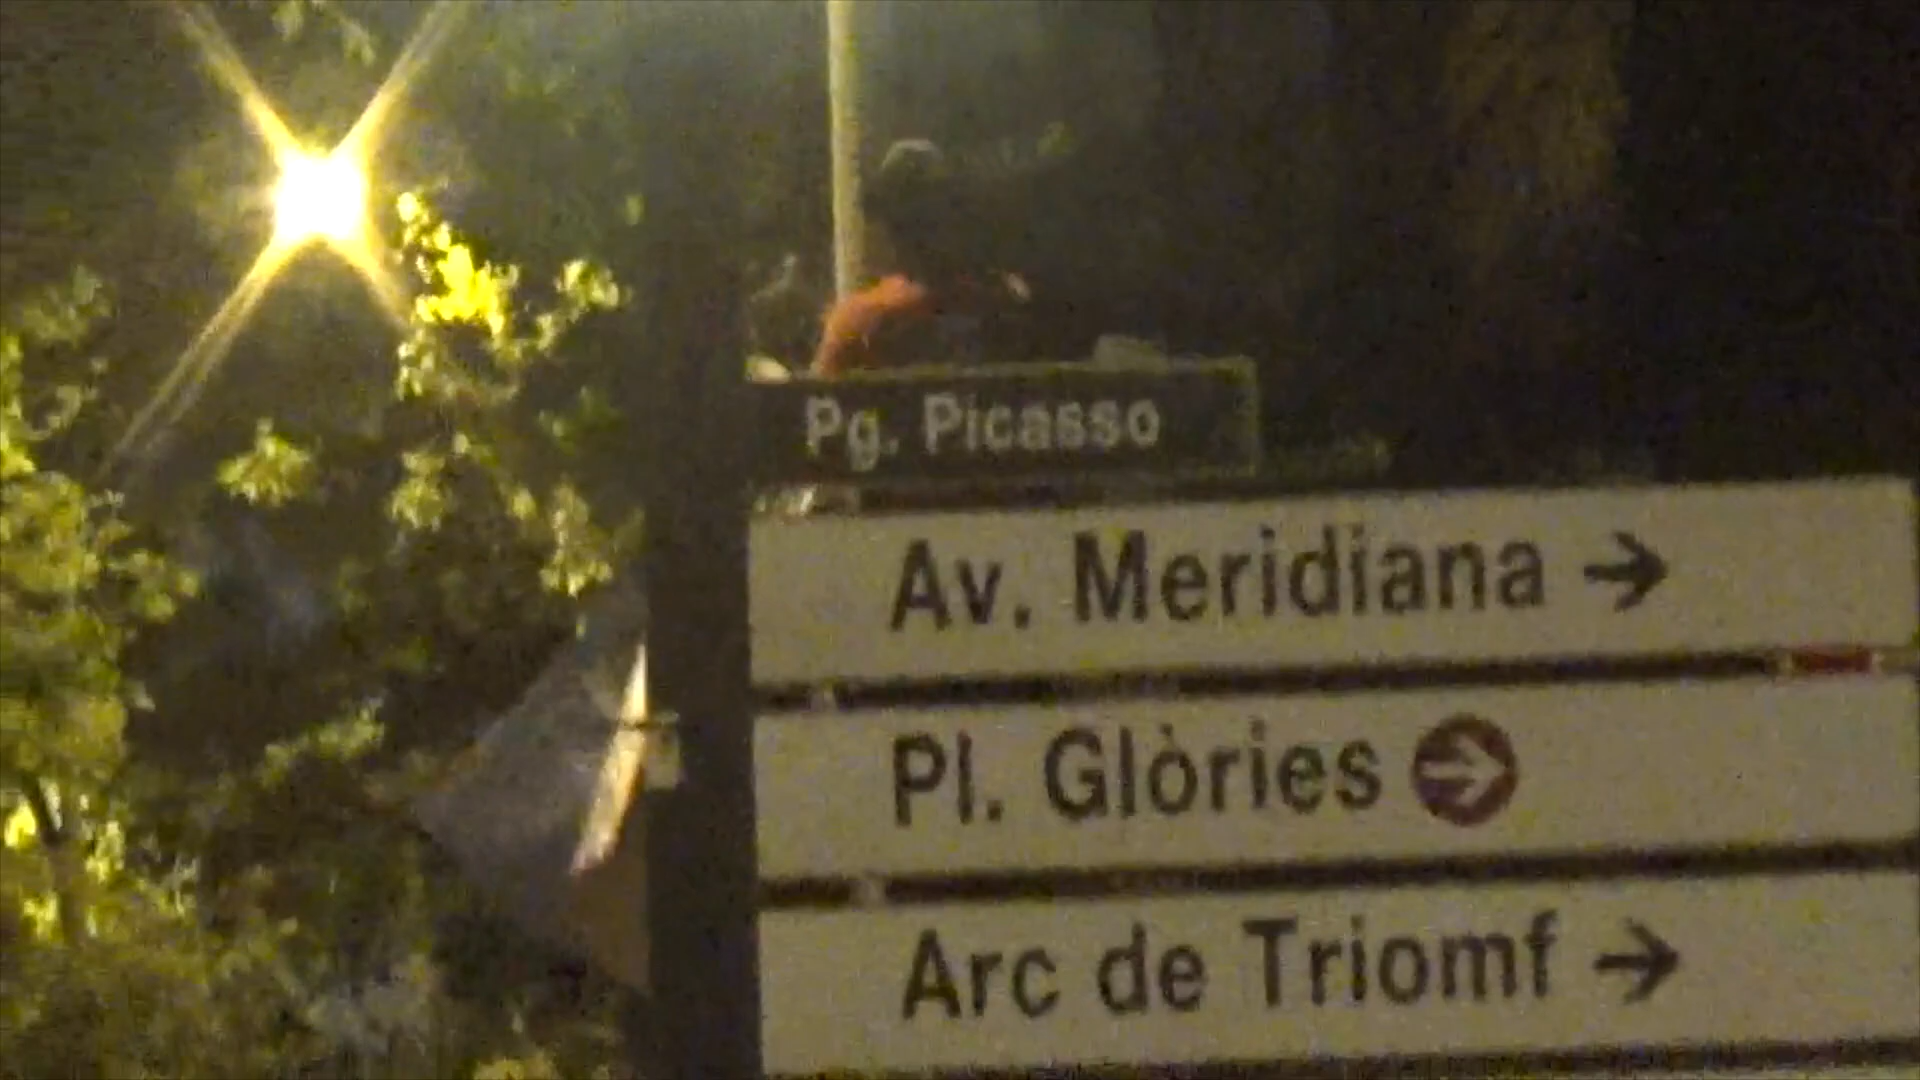 Pg. Picasso
Av. Meridiana →
Pl. Glòries →
Arc de Triomf →